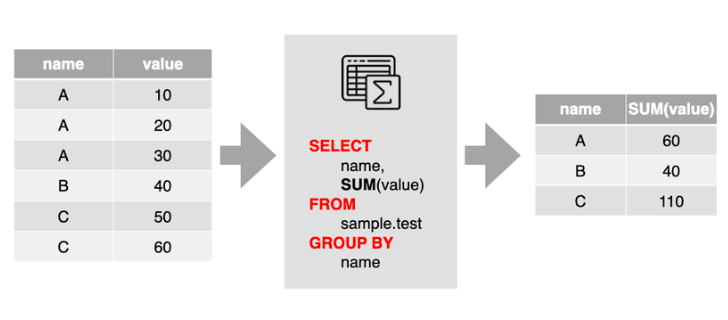 name value
A 10
A 20
A 30
B 40
C 50
C 60
Σ
SELECT
name,
SUM(value)
FROM
sample.test
GROUP BY
name
name SUM(value)
A 60
B 40
C 110